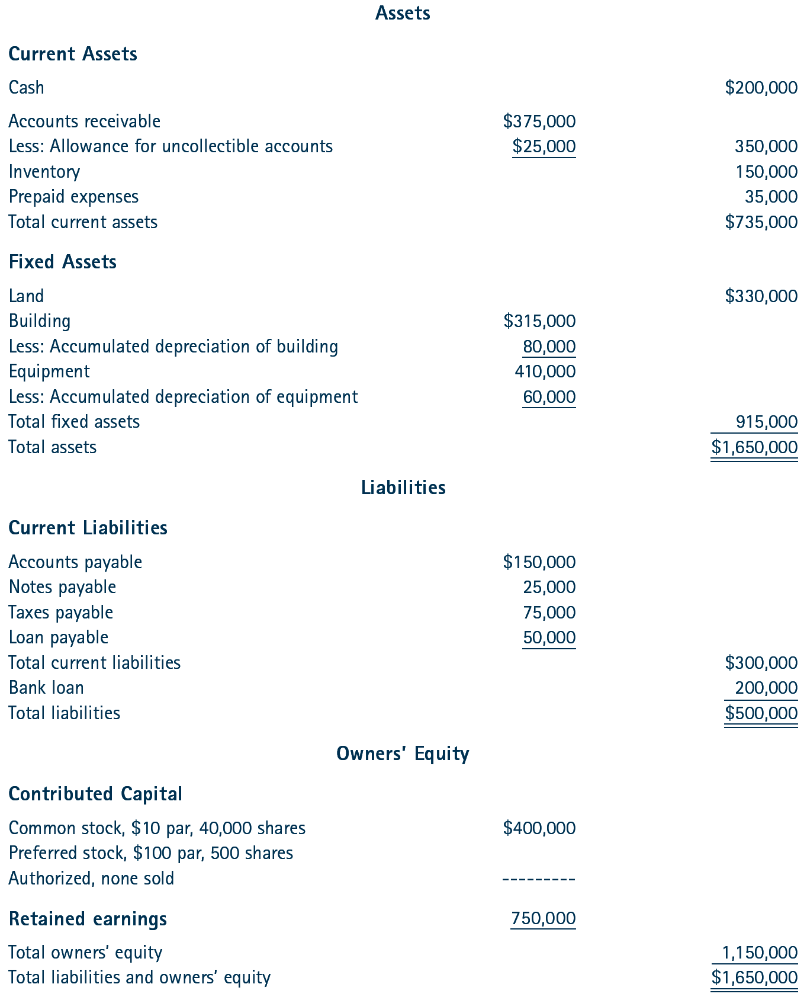 Assets
Current Assets
Cash $200,000
Accounts receivable $375,000
Less: Allowance for uncollectible accounts $25,000 350,000
Inventory 150,000
Prepaid expenses 35,000
Total current assets $735,000
Fixed Assets
Land $330,000
Building $315,000
Less: Accumulated depreciation of building 80,000
Equipment 410,000
Less: Accumulated depreciation of equipment 60,000
Total fixed assets 915,000
Total assets $1,650,000
Liabilities
Current Liabilities
Accounts payable $150,000
Notes payable 25,000
Taxes payable 75,000
Loan payable 50,000
Total current liabilities $300,000
Bank loan 200,000
Total liabilities $500,000
Owners’ Equity
Contributed Capital
Common stock, $10 par, 40,000 shares $400,000
Preferred stock, $100 par, 500 shares
Authorized, none sold ---------
Retained earnings 750,000
Total owners’ equity 1,150,000
Total liabilities and owners’ equity $1,650,000